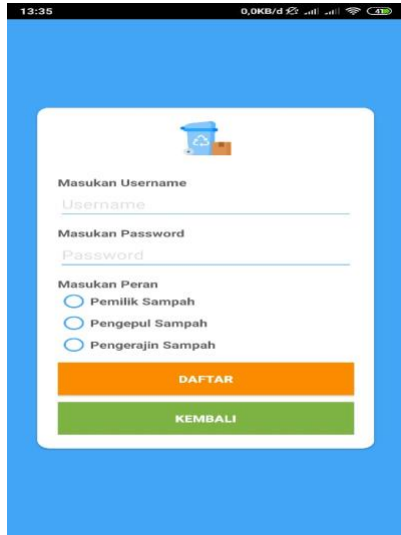 13:35 0,0KB/d 41
Masukan Username
Username
Masukan Password
Password
Masukan Peran
Pemilik Sampah
Pengepul Sampah
Pengerajin Sampah
DAFTAR
KEMBALI